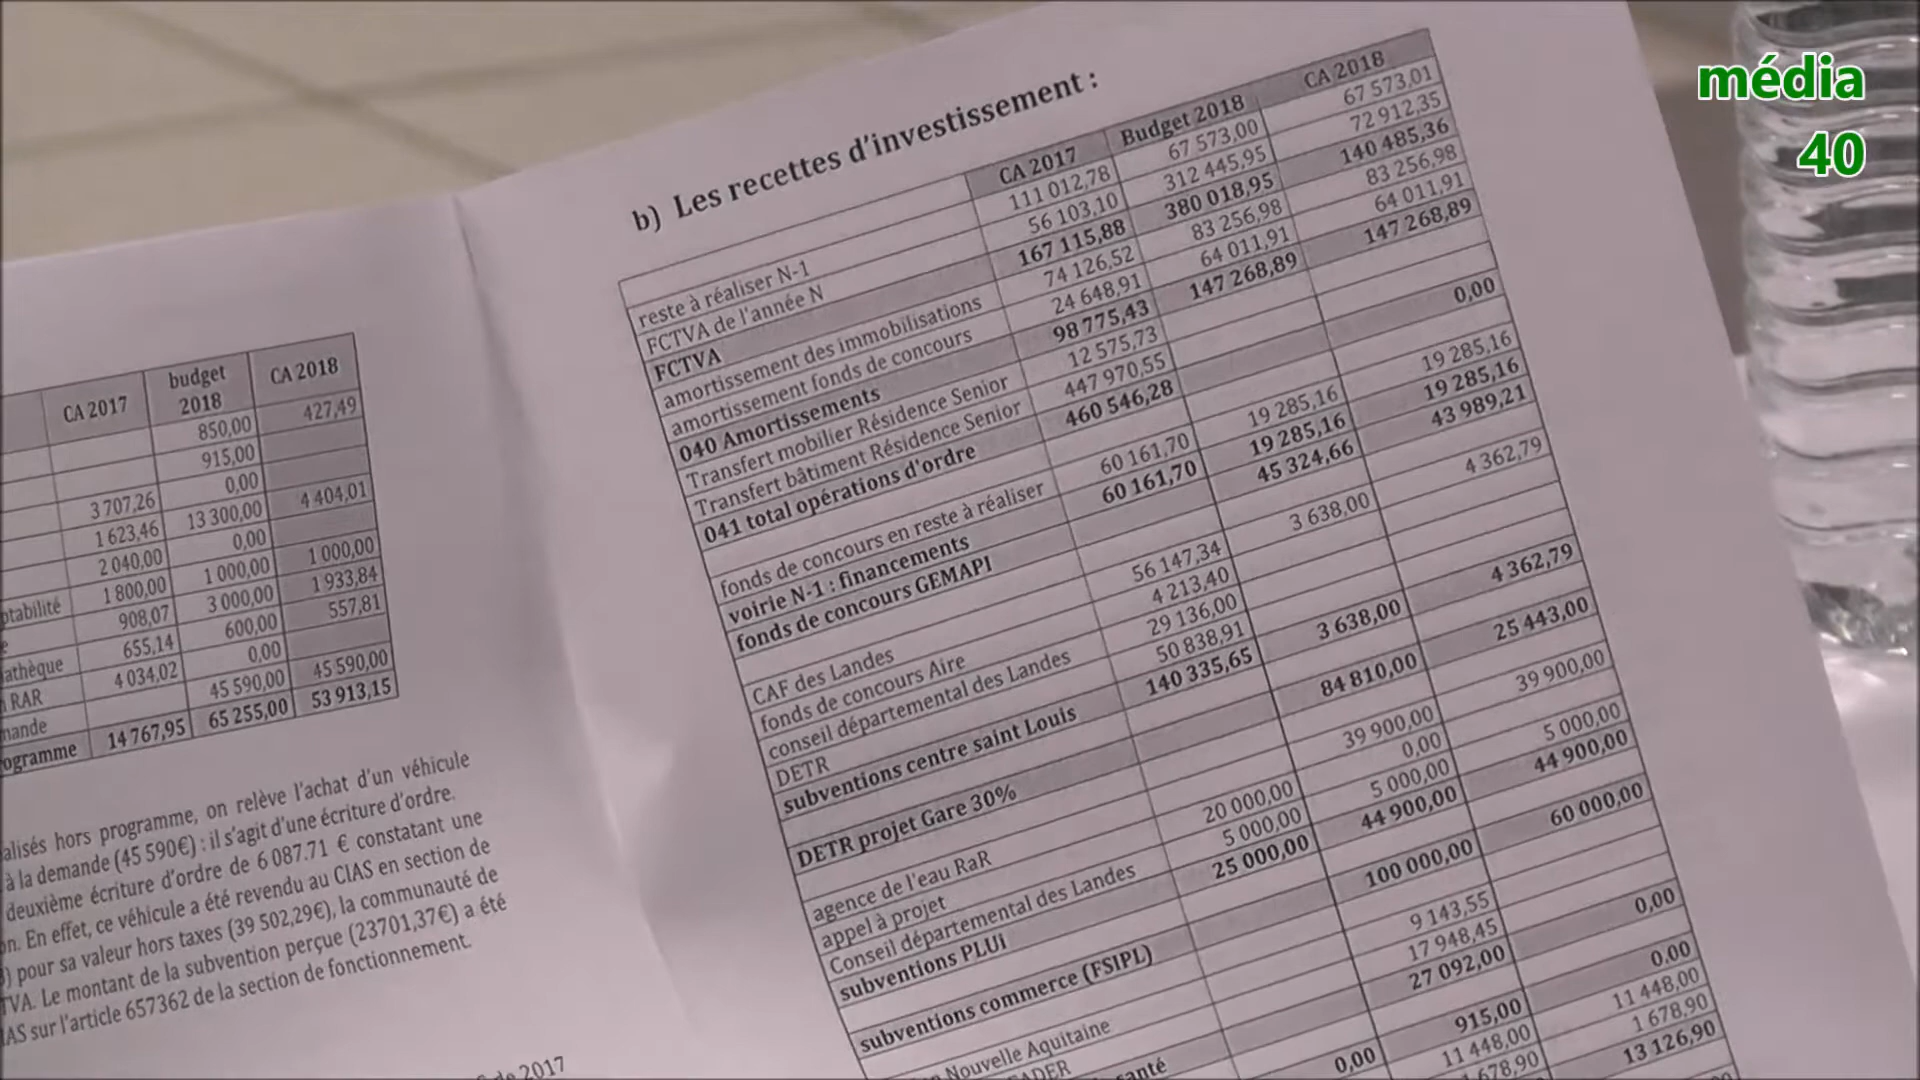 média
40
b) Les recettes d'investissement :
CA 2017 Budget 2018 CA 2018
reste à réaliser N-1 111 012,78 67 573,00 67 573,01
FCTVA de l'année N 56 103,10 312 445,95 72 912,35
FCTVA 167 115,88 380 018,95 140 485,36
amortissement des immobilisations 74 126,52 83 256,98 83 256,98
amortissement fonds de concours 24 648,91 64 011,91 64 011,91
040 Amortissements 98 775,43 147 268,89 147 268,89
Transfert mobilier Résidence Senior 12 575,73
Transfert bâtiment Résidence Senior 447 970,55
041 total opérations d'ordre 460 546,28 0,00
fonds de concours en reste à réaliser 60 161,70 19 285,16 19 285,16
voirie N-1 : financements 60 161,70 19 285,16 19 285,16
fonds de concours GEMAPI 45 324,66 43 989,21
CAF des Landes 56 147,34 3 638,00 4 362,79
fonds de concours Aire 4 213,40
conseil départemental des Landes 29 136,00
DETR 50 838,91
subventions centre saint Louis 140 335,65 3 638,00 4 362,79
DETR projet Gare 30% 84 810,00 25 443,00
agence de l'eau RaR 20 000,00 39 900,00 39 900,00
appel à projet 0,00
Conseil départemental des Landes 5 000,00 5 000,00 5 000,00
subventions PLUI 25 000,00 44 900,00 44 900,00
subventions commerce (FSIPL) 100 000,00 60 000,00
Nouvelle Aquitaine 9 143,55
17 948,45
santé 0,00 27 092,00 0,00
915,00 0.00
11 448,00 11 448,00
678,90 1 678,90
13 126,90
CA 2017 budget 2018 CA 2018
850,00 427,49
915,00
3 707,26 0,00
1 623,46 13 300,00 4 404,01
2 040,00 0,00
ptabilité 1 800,00 1 000,00 1 000,00
908,07 3 000,00 1 933,84
athèque 655,14 600,00 557,81
RAR 4 034,02 0,00
mande 45 590,00 45 590,00
ogramme 14 767,95 65 255,00 53 913,15
alisés hors programme, on relève l'achat d'un véhicule
à la demande (45 590€) : il s'agit d'une écriture d'ordre.
deuxième écriture d'ordre de 6 087.71 € constatant une
on. En effet, ce véhicule a été revendu au CIAS en section de
) pour sa valeur hors taxes (39 502,29€), la communauté de
TVA. Le montant de la subvention perçue (23701,37€) a été
IAS sur l'article 657362 de la section de fonctionnement.
de 2017